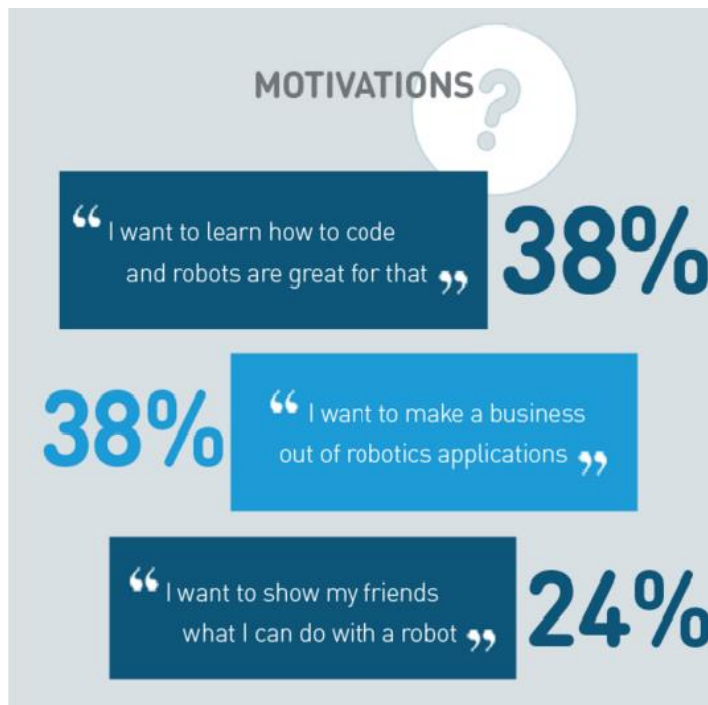 MOTIVATIONS ?
“ I want to learn how to code
and robots are great for that ”
38%
38%
“ I want to make a business
out of robotics applications ”
“ I want to show my friends
what I can do with a robot ”
24%